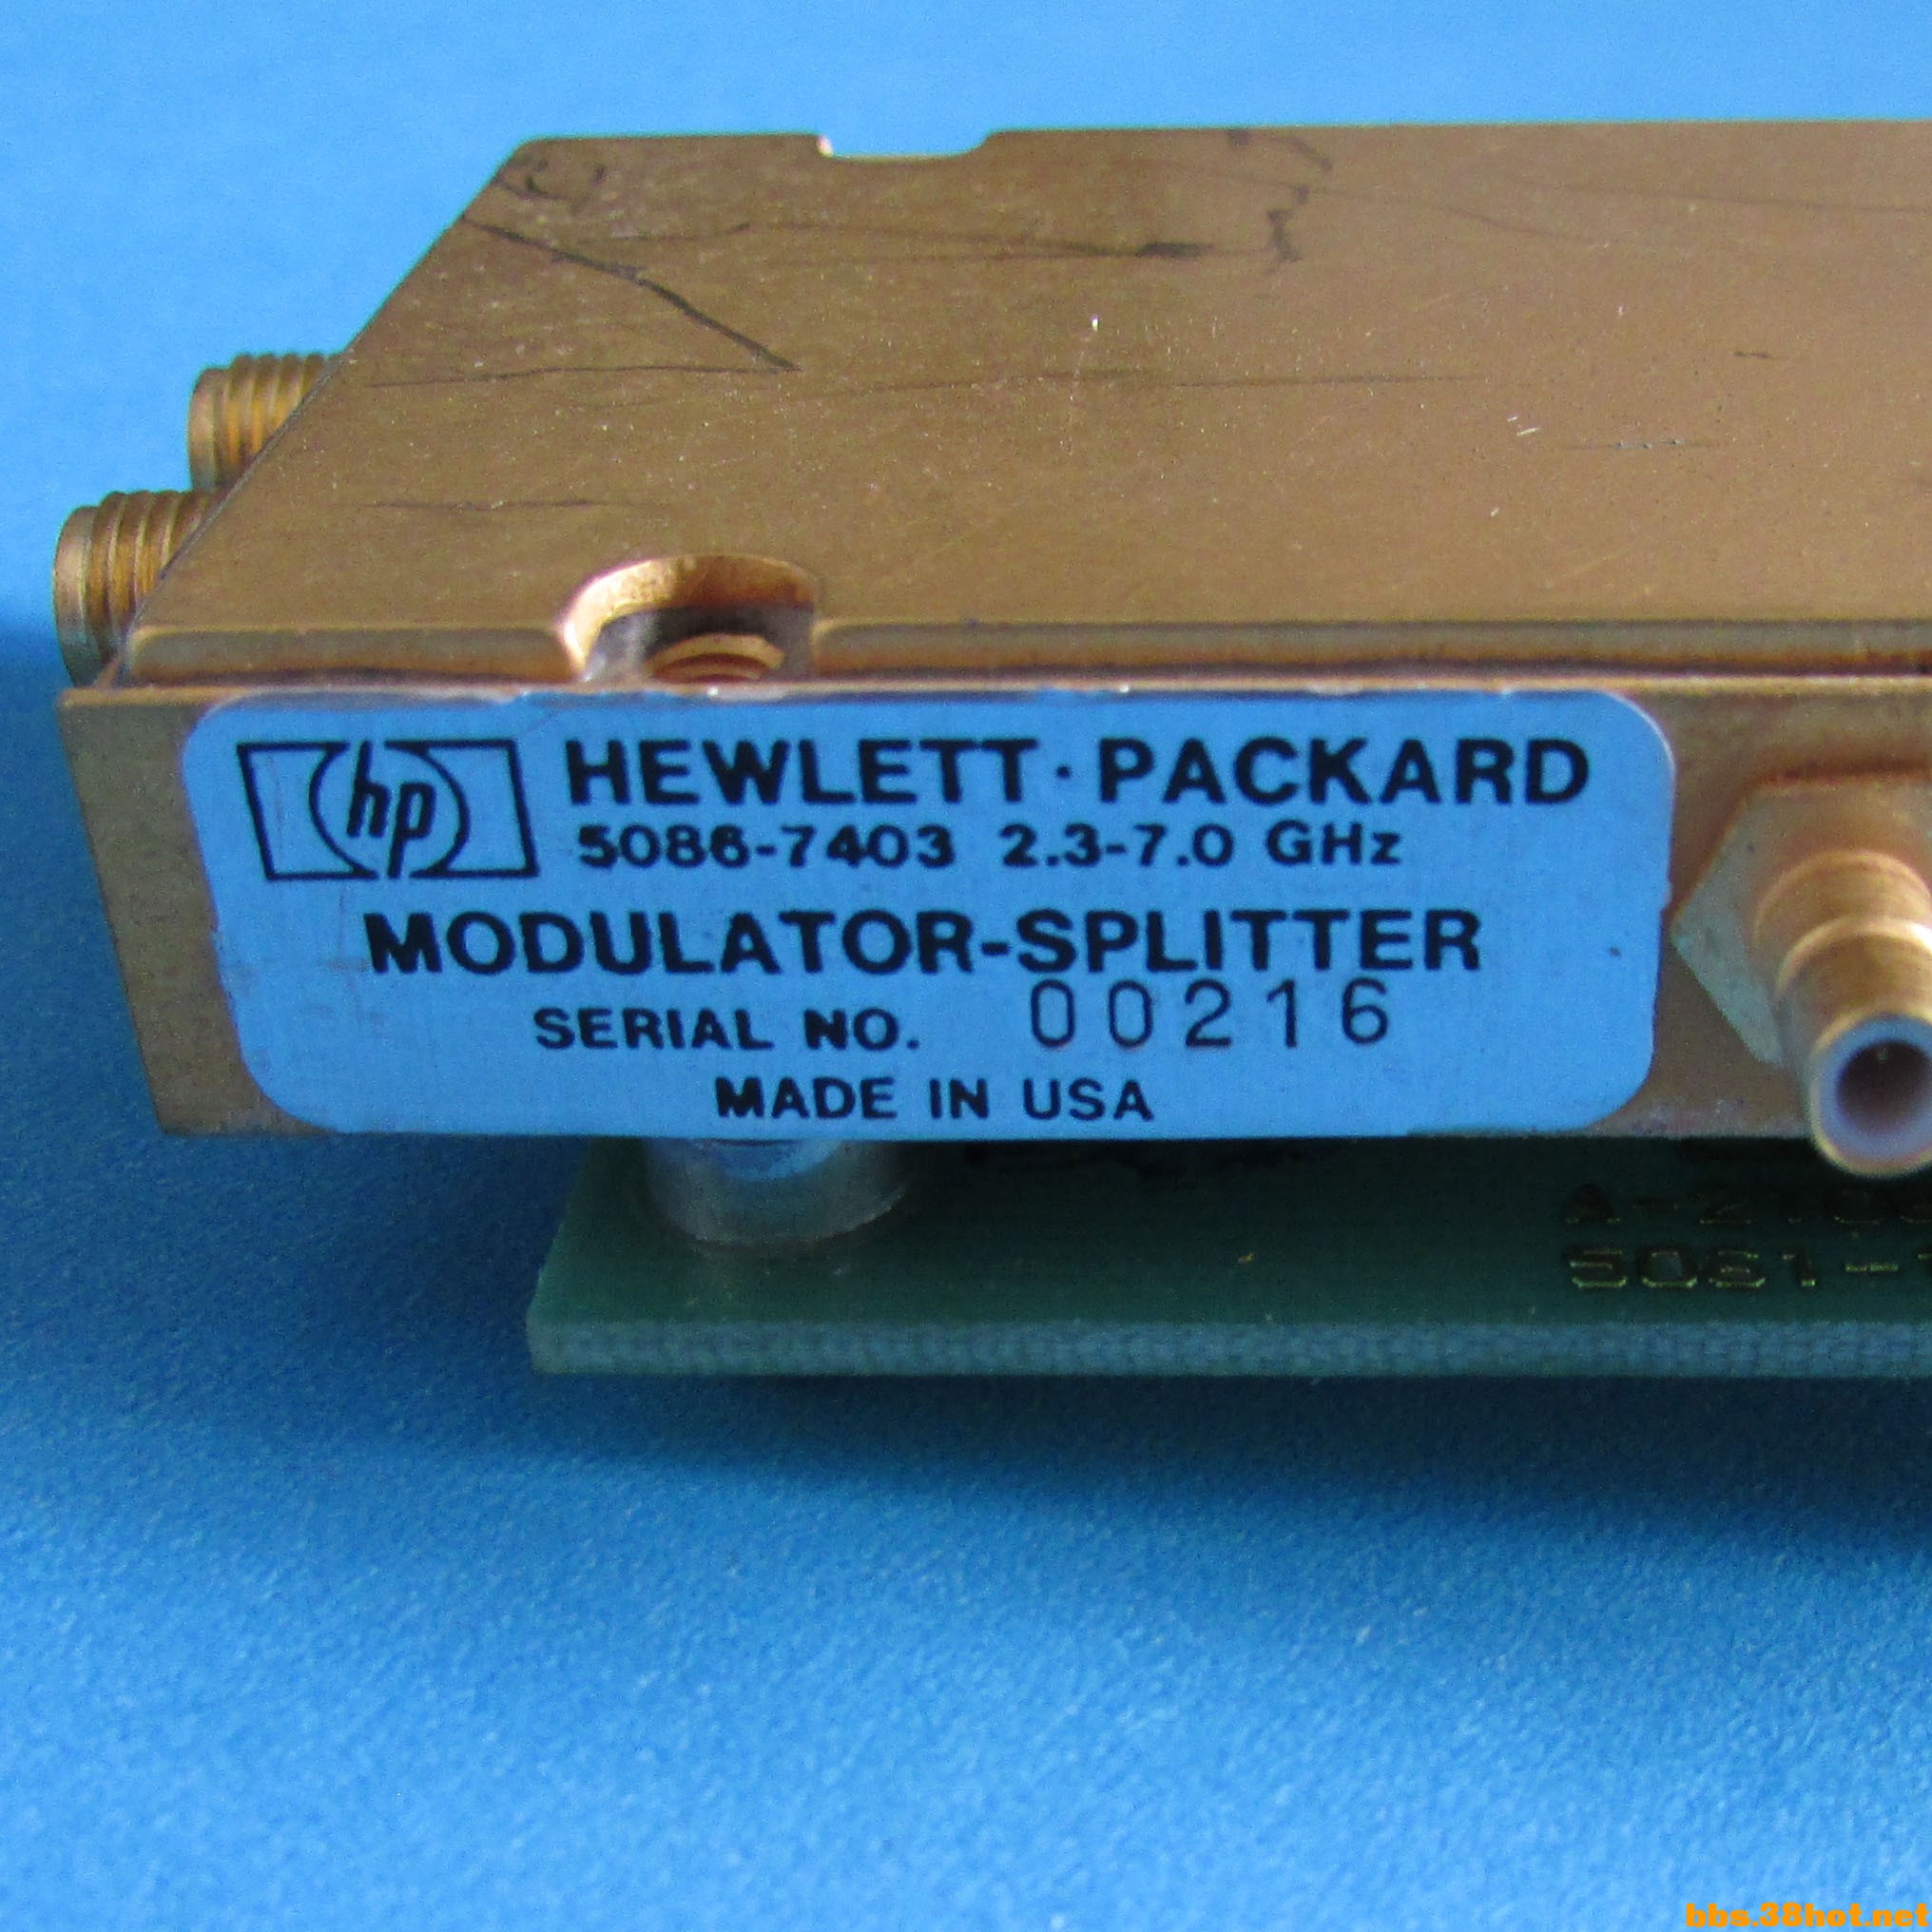 hp HEWLETT·PACKARD
5086-7403 2.3-7.0 GHz
MODULATOR-SPLITTER
SERIAL NO. 00216
MADE IN USA
bbs.38hot.net